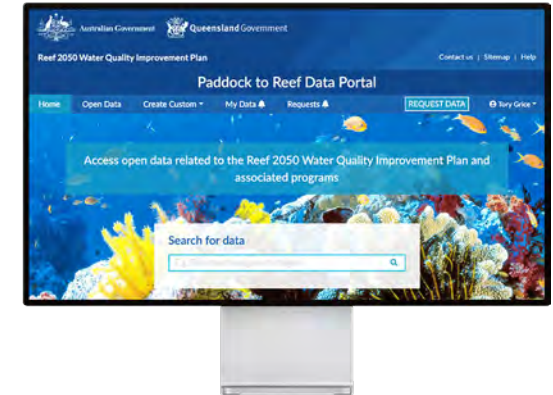 Australian Government
Queensland Government
Reef 2050 Water Quality Improvement Plan
Contact us | Sitemap | Help
Paddock to Reef Data Portal
Home Open Data Create Custom My Data Requests REQUEST DATA Tory Grice
Access open data related to the Reef 2050 Water Quality Improvement Plan and
associated programs
Search for data